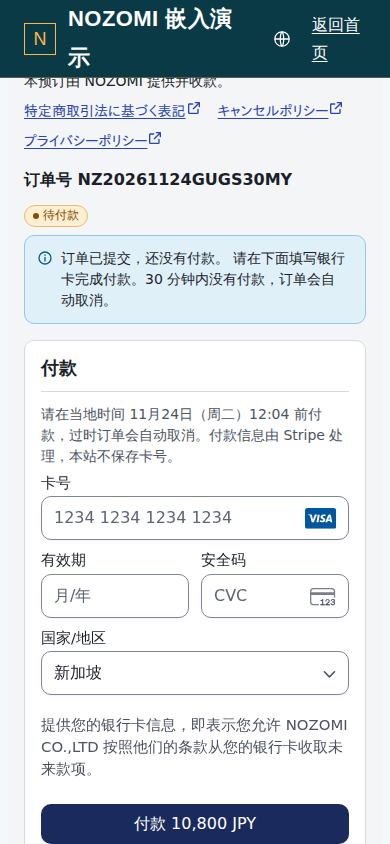 N
NOZOMI 嵌入演
示
返回首
页
本预订由 NOZOMI 提供并收款。
特定商取引法に基づく表記 キャンセルポリシー
プライバシーポリシー
订单号 NZ20261124GUGS30MY
待付款
订单已提交，还没有付款。 请在下面填写银行
卡完成付款。30 分钟内没有付款，订单会自
动取消。
付款
请在当地时间 11月24日（周二）12:04 前付
款，过时订单会自动取消。付款信息由 Stripe 处
理，本站不保存卡号。
卡号
1234 1234 1234 1234
VISA
有效期 安全码
月/年 CVC
123
国家/地区
新加坡
提供您的银行卡信息，即表示您允许 NOZOMI
CO.,LTD 按照他们的条款从您的银行卡收取未
来款项。
付款 10,800 JPY